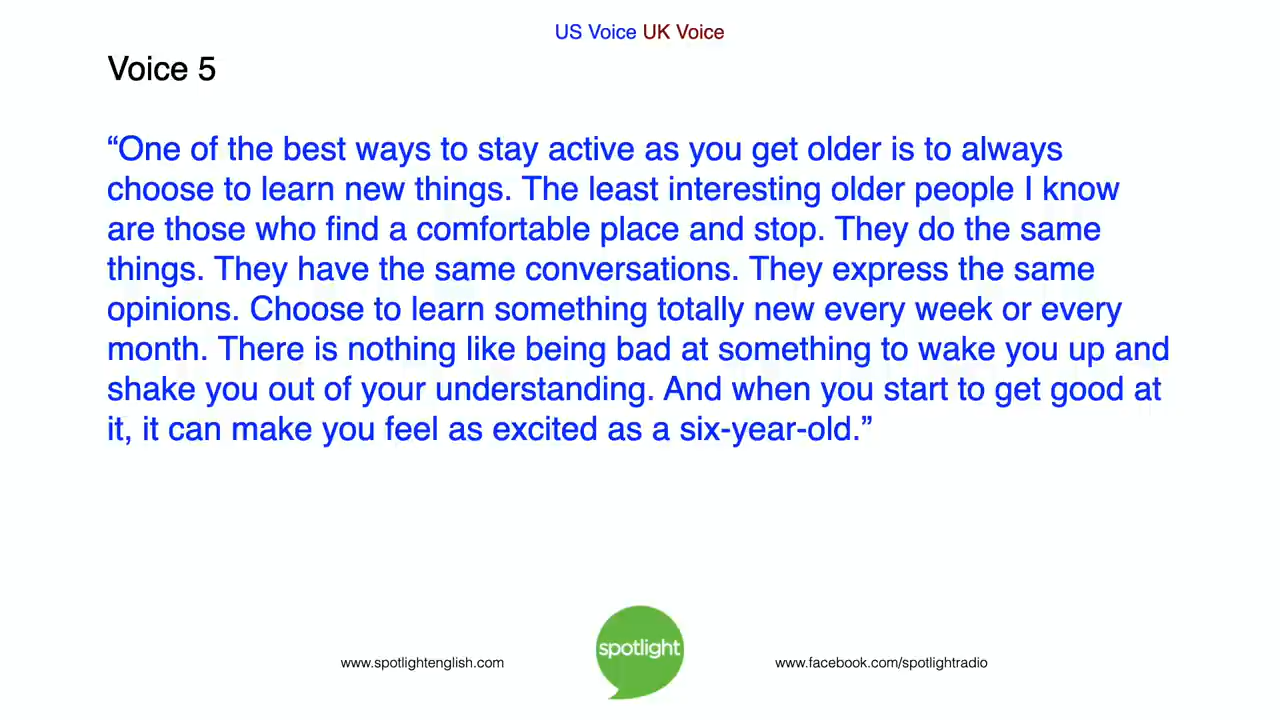 US Voice UK Voice
Voice 5
“One of the best ways to stay active as you get older is to always
choose to learn new things. The least interesting older people I know
are those who find a comfortable place and stop. They do the same
things. They have the same conversations. They express the same
opinions. Choose to learn something totally new every week or every
month. There is nothing like being bad at something to wake you up and
shake you out of your understanding. And when you start to get good at
it, it can make you feel as excited as a six-year-old.”
spotlight
www.spotlightenglish.com
www.facebook.com/spotlightradio